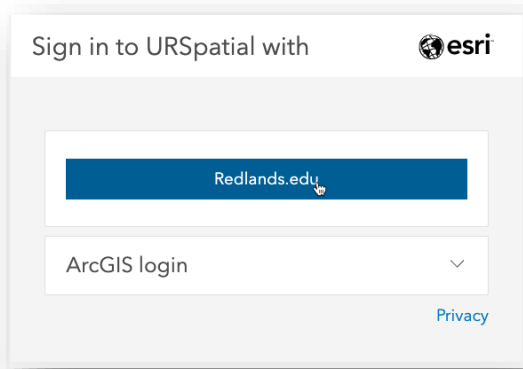 Sign in to URSpatial with
esri
Redlands.edu
ArcGIS login
Privacy